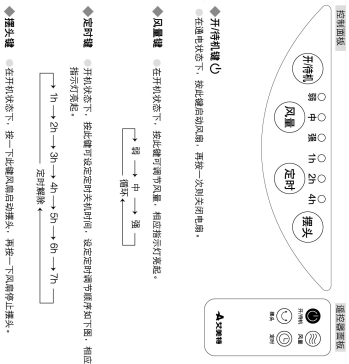 控制面板
开/待机
弱 中 强 1h 2h 4h
风量
定时
摆头
遥控器面板
开/待机 风量
摆头 定时
艾美特
◆开/待机键
在通电状态下，按此键启动风扇，再按一次则关闭电扇。
◆风量键
在开机状态下，按此键可调节风量，相应指示灯亮起。
弱 → 中 → 强
循环
◆定时键
开机状态下，按此键可设定定时关机时间，设定定时调节顺序如下图，相应
指示灯亮起。
1h → 2h → 3h → 4h → 5h → 6h → 7h
定时解除
◆摆头键
在开机状态下，按一下此键风扇启动摆头，再按一下风扇停止摆头。